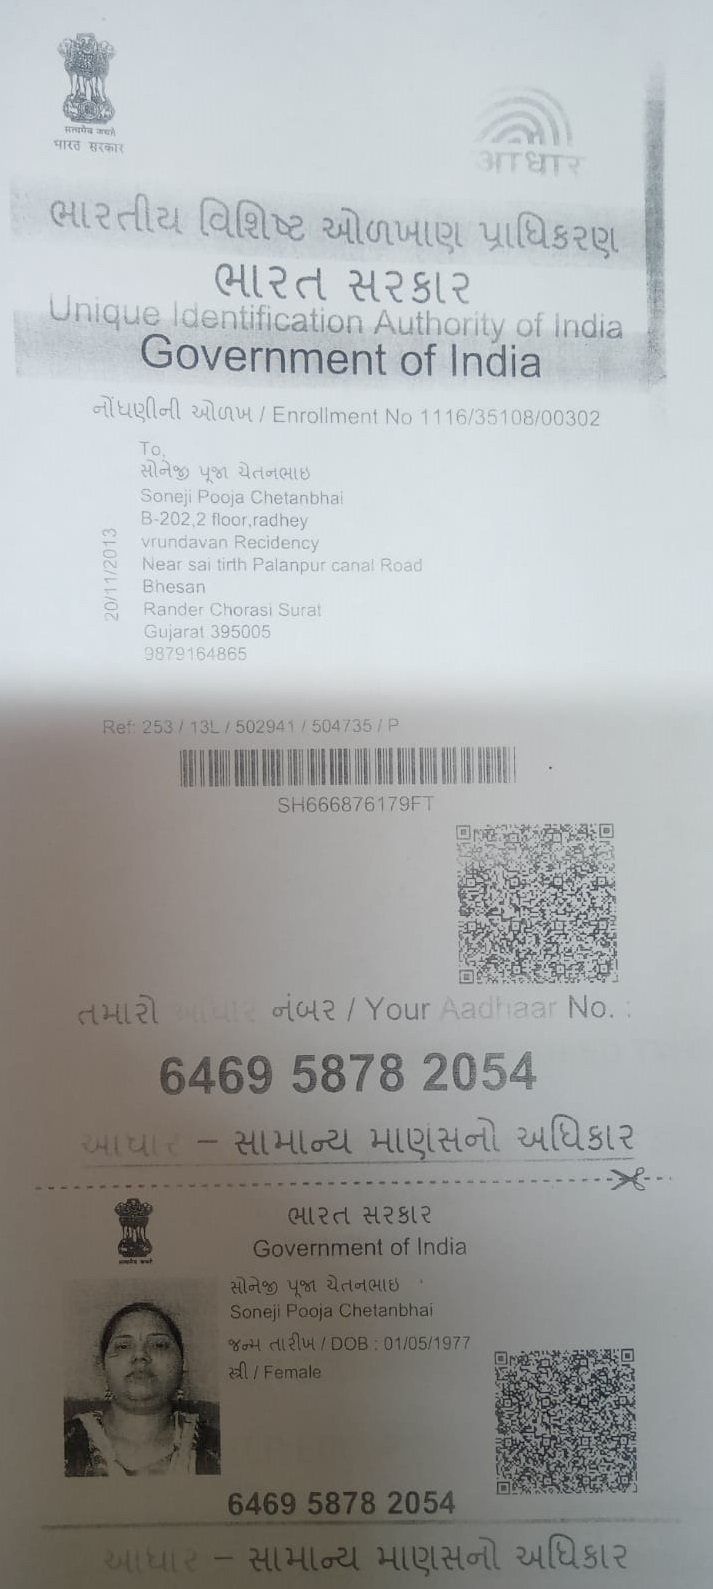 सत्यमेव जयते
भारत सरकार
आधार
ભારતીય વિશિષ્ટ ઓળખાણ પ્રાધિકરણ
ભારત સરકાર
Unique Identification Authority of India
Government of India
નોંધણીની ઓળખ / Enrollment No 1116/35108/00302
To,
સોનેજી પૂજા ચેતનભાઇ
Soneji Pooja Chetanbhai
B-202,2 floor,radhey
vrundavan Recidency
Near sai tirth Palanpur canal Road
Bhesan
Rander Chorasi Surat
Gujarat 395005
9879164865
20/11/2013
Ref: 253 / 13L / 502941 / 504735 / P
SH666876179FT
તમારો આધાર નંબર / Your Aadhaar No. :
6469 5878 2054
આધાર – સામાન્ય માણસનો અધિકાર
सत्यमेव जयते
ભારત સરકાર
Government of India
સોનેજી પૂજા ચેતનભાઇ
Soneji Pooja Chetanbhai
જન્મ તારીખ / DOB : 01/05/1977
સ્ત્રી / Female
6469 5878 2054
આધાર – સામાન્ય માણસનો અધિકાર